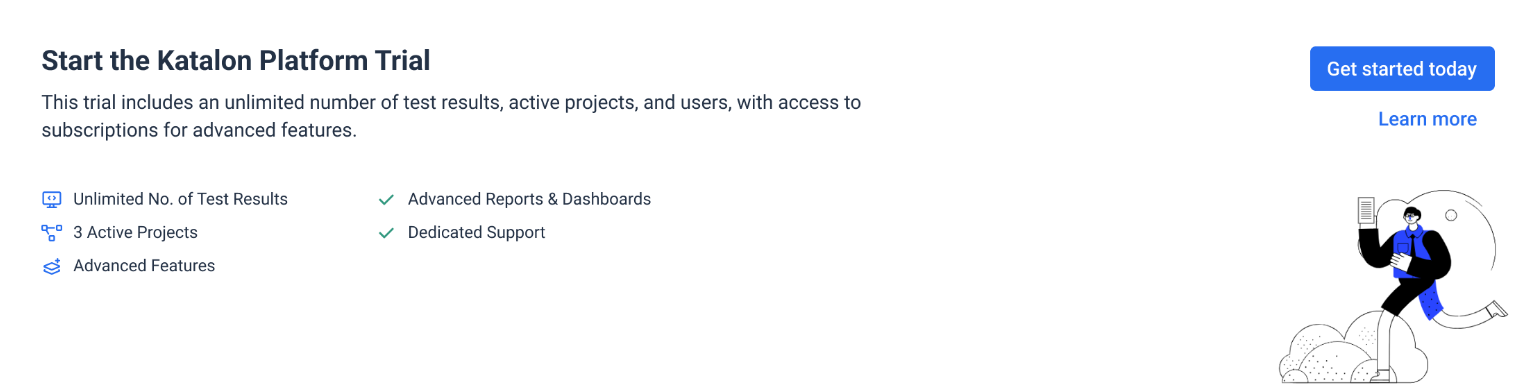 Start the Katalon Platform Trial
Get started today
This trial includes an unlimited number of test results, active projects, and users, with access to
subscriptions for advanced features.
Learn more
Unlimited No. of Test Results
Advanced Reports & Dashboards
3 Active Projects
Dedicated Support
Advanced Features